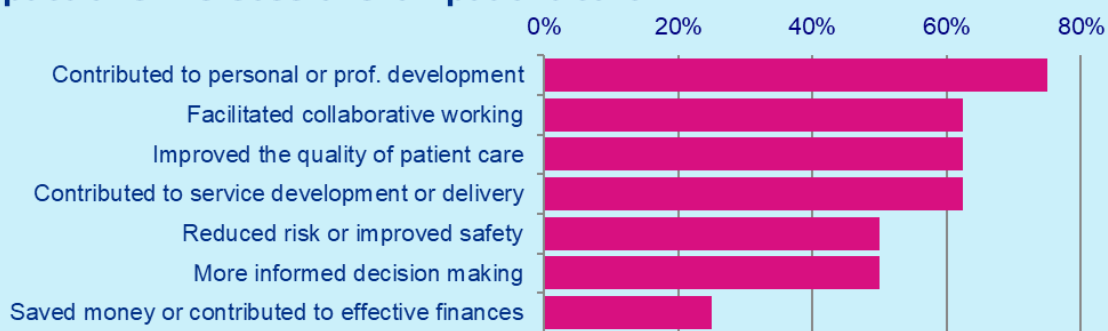 0% 20% 40% 60% 80%
Contributed to personal or prof. development
Facilitated collaborative working
Improved the quality of patient care
Contributed to service development or delivery
Reduced risk or improved safety
More informed decision making
Saved money or contributed to effective finances